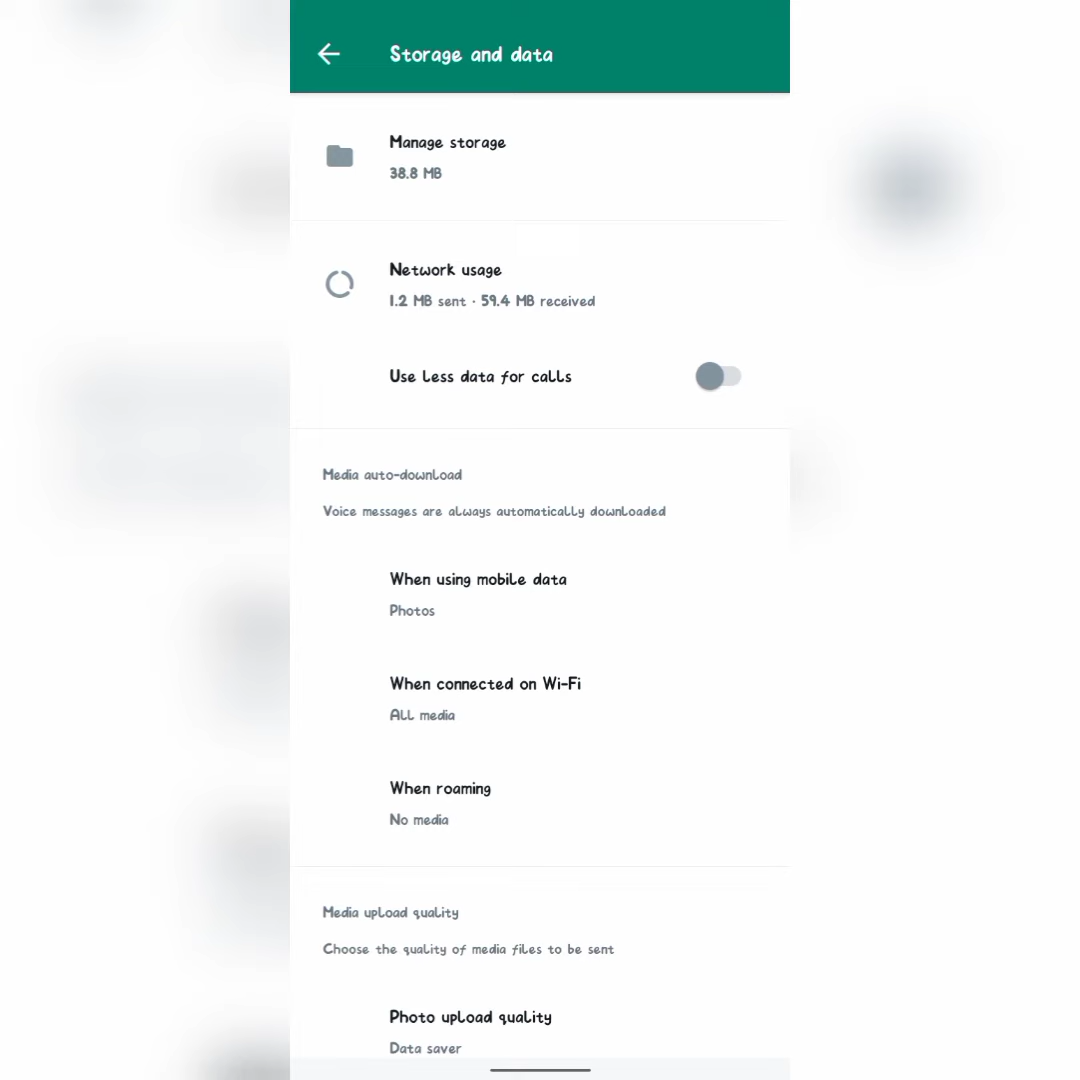 Storage and data
Manage storage
38.8 MB
Network usage
1.2 MB sent · 59.4 MB received
Use less data for calls
Media auto-download
Voice messages are always automatically downloaded
When using mobile data
Photos
When connected on Wi-Fi
All media
When roaming
No media
Media upload quality
Choose the quality of media files to be sent
Photo upload quality
Data saver